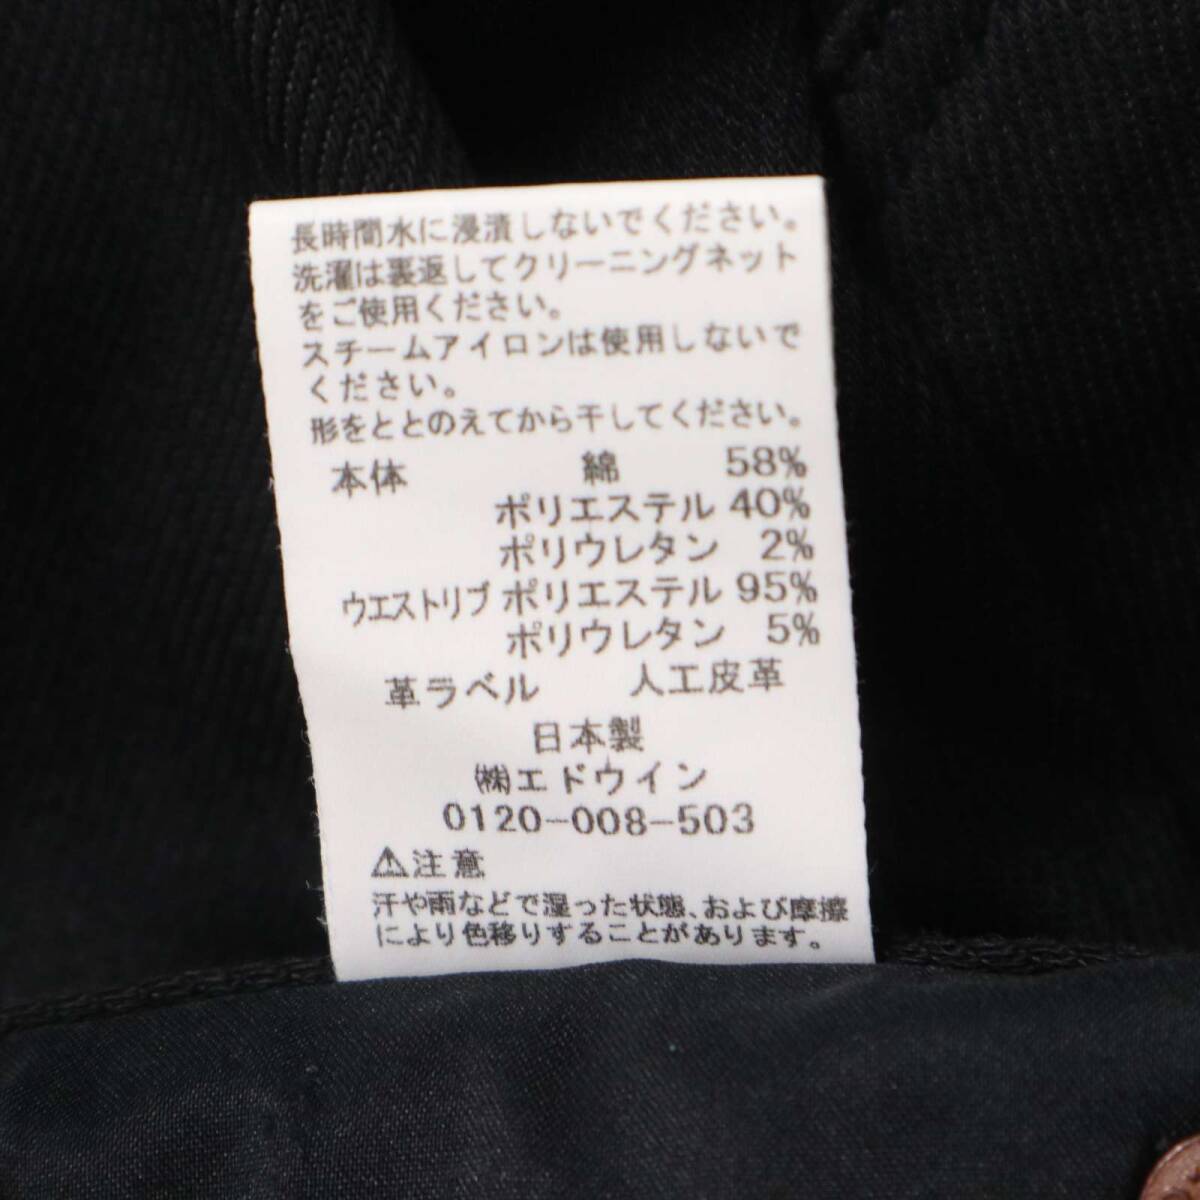 長時間水に浸漬しないでください。
洗濯は裏返してクリーニングネット
をご使用ください。
スチームアイロンは使用しないで
ください。
形をととのえてから干してください。
本体 綿 58%
ポリエステル 40%
ポリウレタン 2%
ウエストリブ ポリエステル 95%
ポリウレタン 5%
革ラベル 人工皮革
日本製
㈱エドウイン
0120-008-503
⚠注意
汗や雨などで湿った状態、および摩擦
により色移りすることがあります。